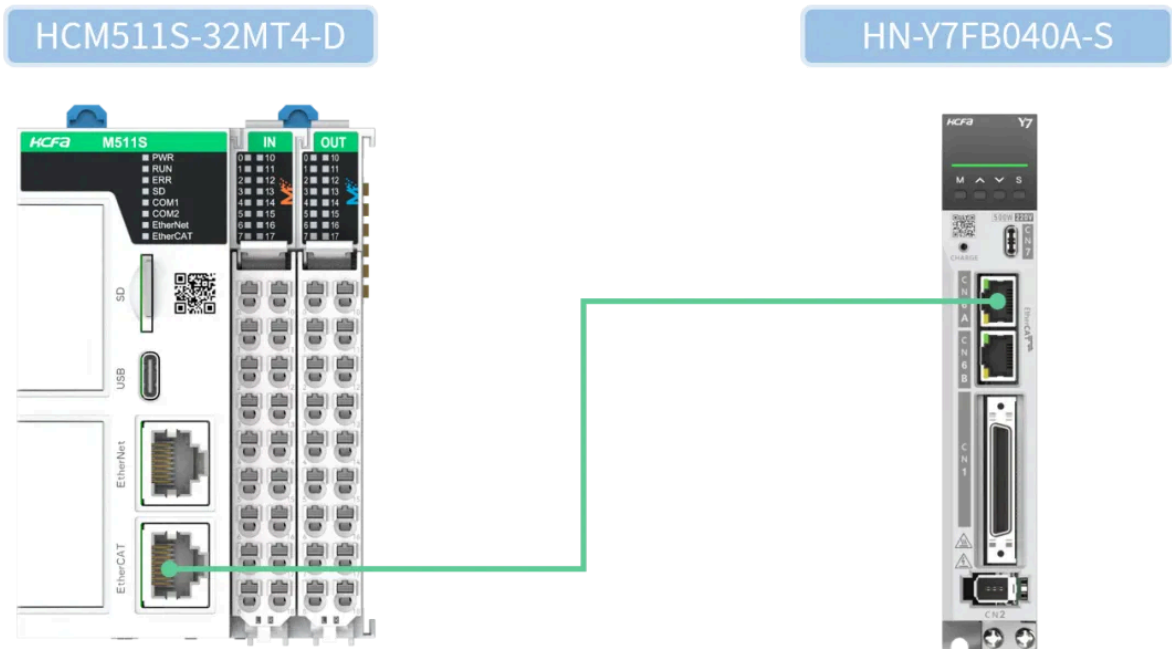 HCM511S-32MT4-D
HN-Y7FB040A-S
HCFA M511S
PWR
RUN
ERR
SD
COM1
COM2
EtherNet
EtherCAT
IN
0 10
1 11
2 12
3 13
4 14
5 15
6 16
7 17
OUT
0 10
1 11
2 12
3 13
4 14
5 15
6 16
7 17
SD
USB
EtherNet
EtherCAT
HCFA Y7
M S
500W 220V
CN7
CHARGE
CN6A
EtherCAT
CN6B
CN1
CN2